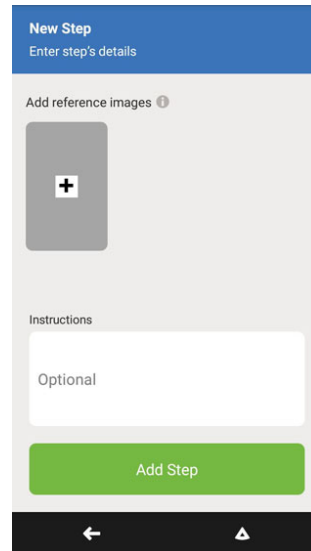 New Step
Enter step's details
Add reference images
Instructions
Optional
Add Step